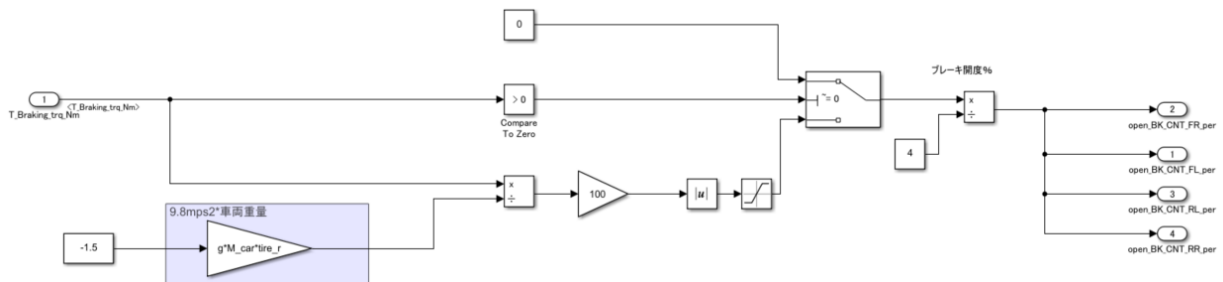 0
ブレーキ開度%
1
<T_Braking_trq_Nm>
T_Braking_trq_Nm
> 0
Compare
To Zero
~= 0
×
÷
2
open_BK_CNT_FR_per
4
1
open_BK_CNT_FL_per
×
÷
100
|u|
3
open_BK_CNT_RL_per
9.8mps2*車両重量
-1.5
g*M_car*tire_r
4
open_BK_CNT_RR_per